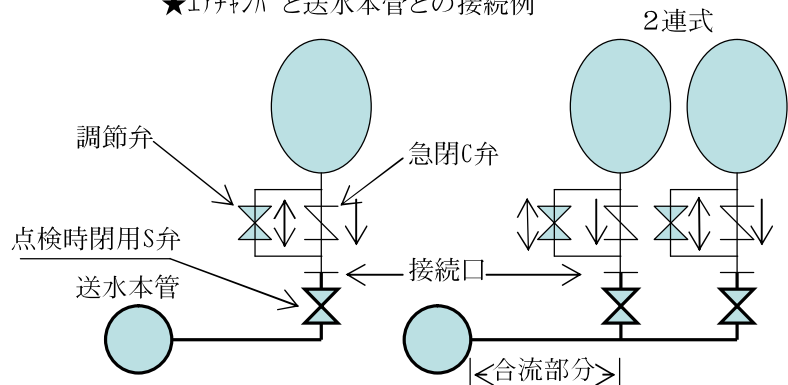 ★ｴｱﾁｬﾝﾊﾞと送水本管との接続例
2連式
調節弁
急閉C弁
点検時閉用S弁
接続口
送水本管
合流部分